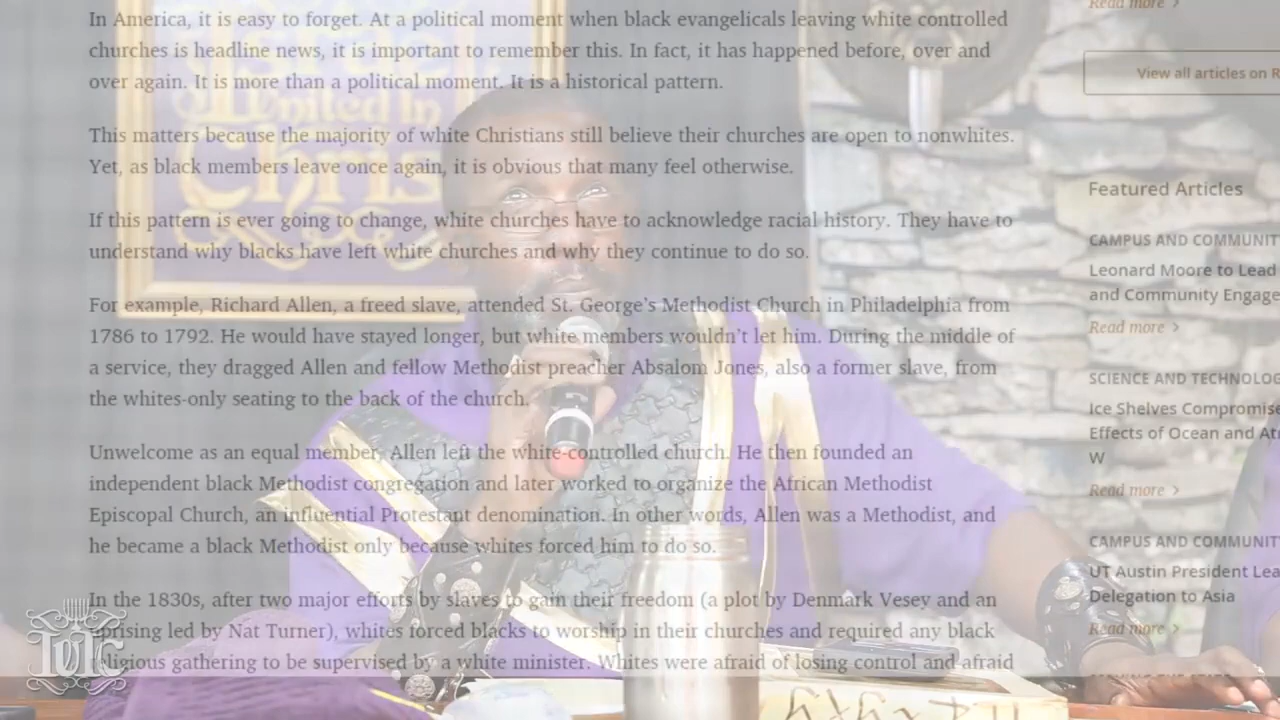 In America, it is easy to forget. At a political moment when black evangelicals leaving white controlled
churches is headline news, it is important to remember this. In fact, it has happened before, over and
over again. It is more than a political moment. It is a historical pattern.
This matters because the majority of white Christians still believe their churches are open to nonwhites.
Yet, as black members leave once again, it is obvious that many feel otherwise.
If this pattern is ever going to change, white churches have to acknowledge racial history. They have to
understand why blacks have left white churches and why they continue to do so.
For example, Richard Allen, a freed slave, attended St. George's Methodist Church in Philadelphia from
1786 to 1792. He would have stayed longer, but white members wouldn't let him. During the middle of
a service, they dragged Allen and fellow Methodist preacher Absalom Jones, also a former slave, from
the whites-only seating to the back of the church.
Unwelcome as an equal member, Allen left the white-controlled church. He then founded an
independent black Methodist congregation and later worked to organize the African Methodist
Episcopal Church, an influential Protestant denomination. In other words, Allen was a Methodist, and
he became a black Methodist only because whites forced him to do so.
In the 1830s, after two major efforts by slaves to gain their freedom (a plot by Denmark Vesey and an
uprising led by Nat Turner), whites forced blacks to worship in their churches and required any black
religious gathering to be supervised by a white minister. Whites were afraid of losing control and afraid
Read more >
View all articles on R
Featured Articles
CAMPUS AND COMMUNIT
Leonard Moore to Lead
and Community Engage
Read more >
SCIENCE AND TECHNOLOG
Ice Shelves Compromise
Effects of Ocean and At
W
Read more >
CAMPUS AND COMMUNIT
UT Austin President Lea
Delegation to Asia
Read more >
United in
Christ
IUIC